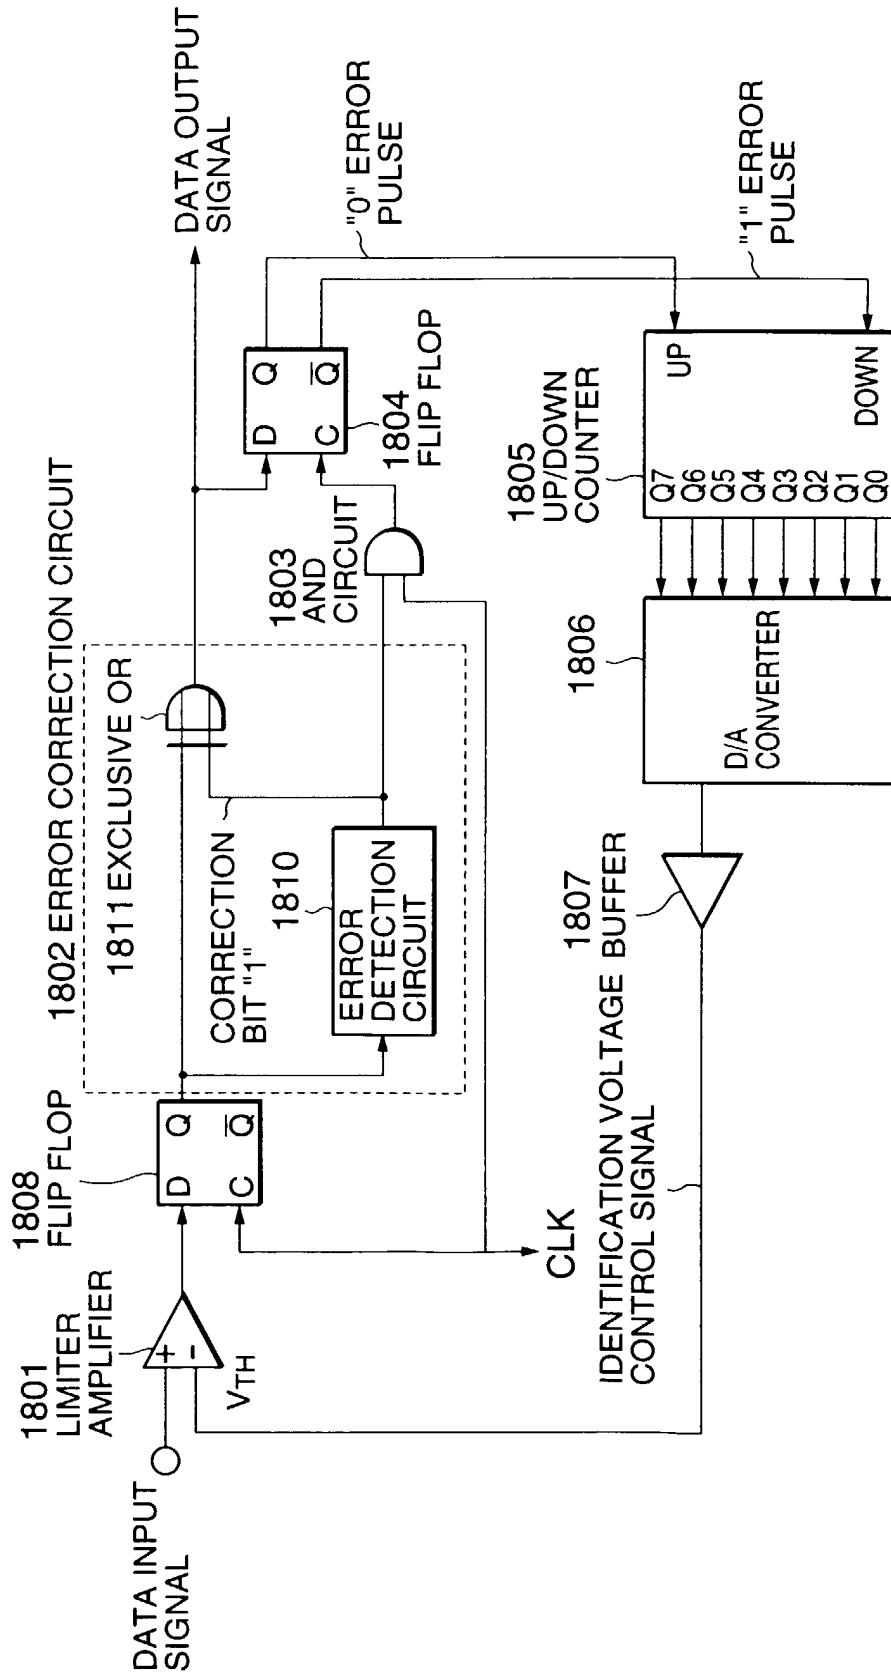 DATA INPUT
SIGNAL
1801
LIMITER
AMPLIFIER
+
−
VTH
1808
FLIP FLOP
D
Q
C
Q
CLK
1802 ERROR CORRECTION CIRCUIT
1811 EXCLUSIVE OR
CORRECTION
BIT "1"
1810
ERROR
DETECTION
CIRCUIT
1803
AND
CIRCUIT
DATA OUTPUT
SIGNAL
D
Q
C
Q
1804
FLIP FLOP
"0" ERROR
PULSE
"1" ERROR
PULSE
1805
UP/DOWN
COUNTER
UP
DOWN
Q7
Q6
Q5
Q4
Q3
Q2
Q1
Q0
1806
D/A
CONVERTER
1807
BUFFER
IDENTIFICATION VOLTAGE
CONTROL SIGNAL